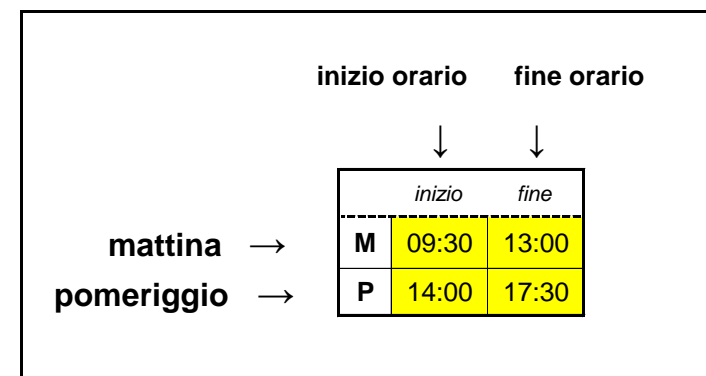 inizio orario fine orario
↓ ↓
inizio fine
mattina → M 09:30 13:00
pomeriggio → P 14:00 17:30